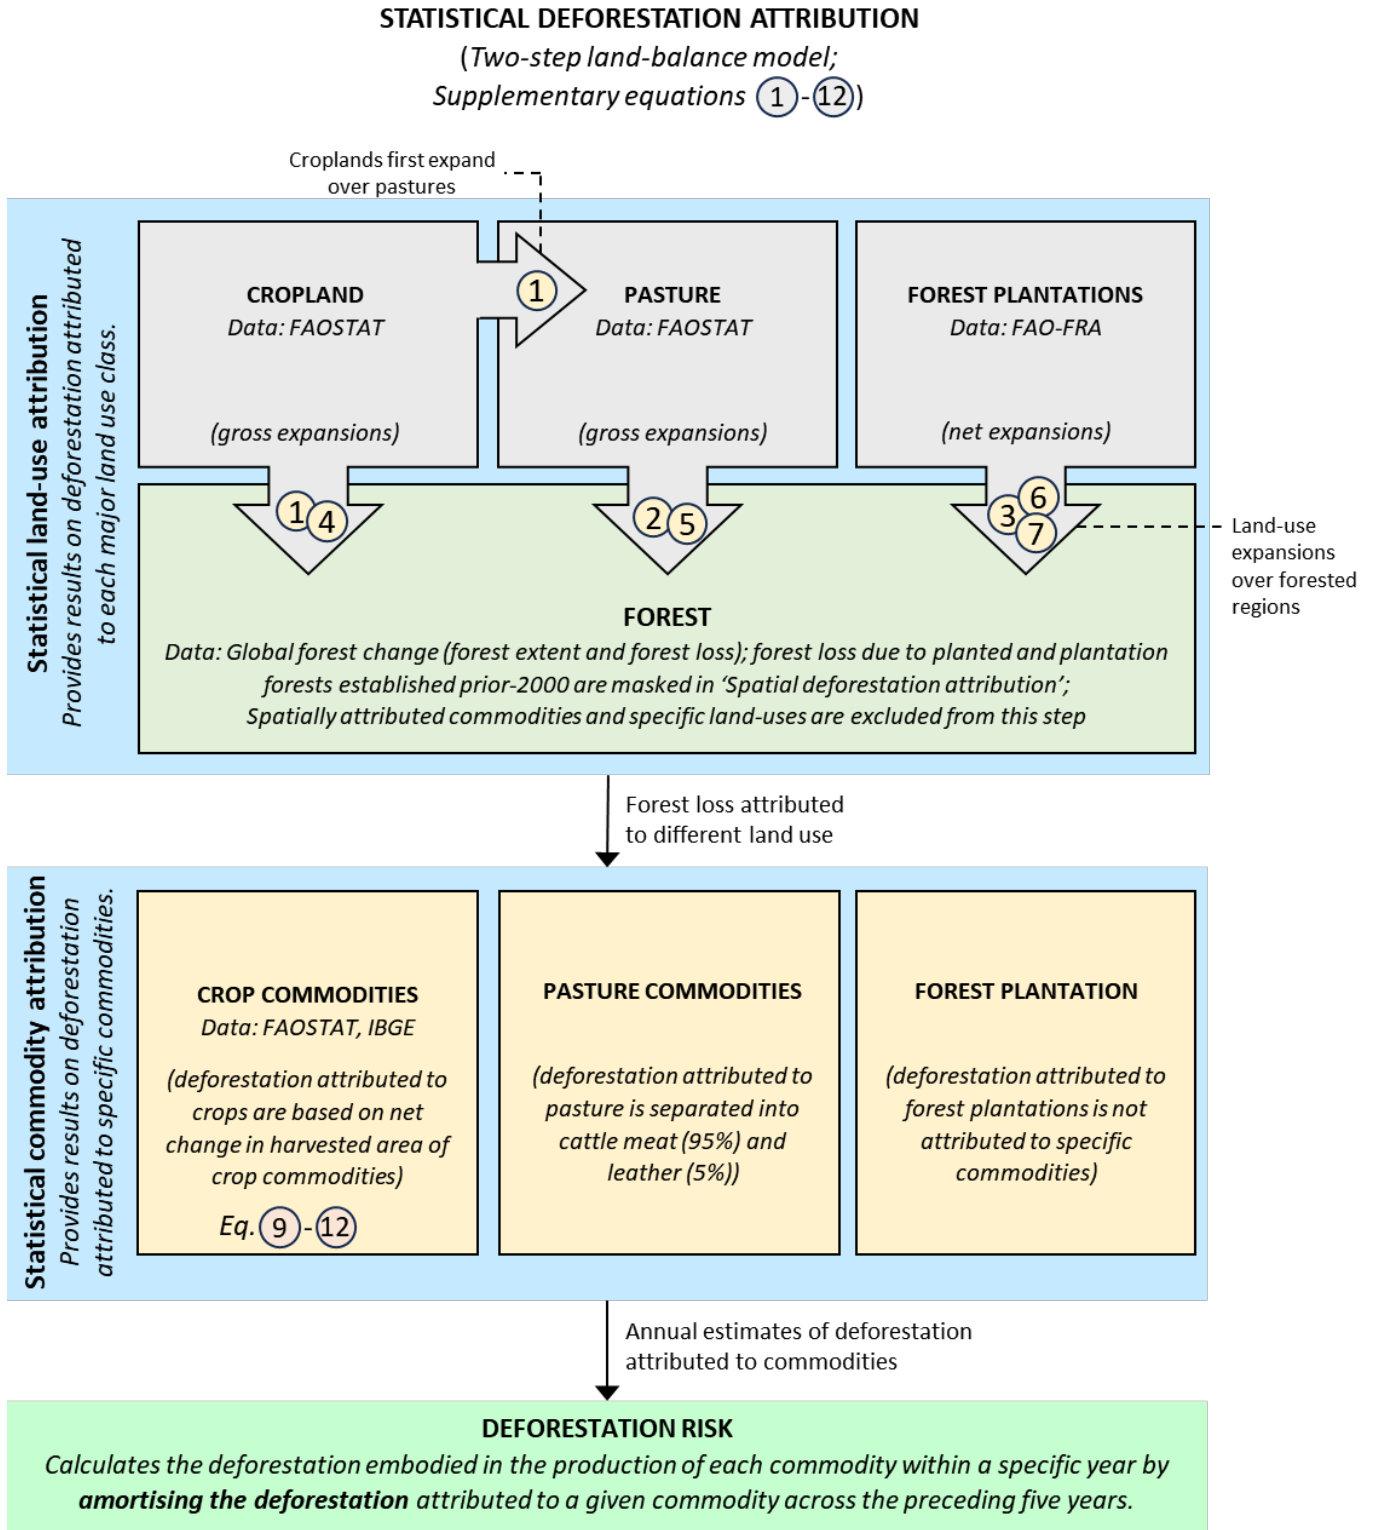 STATISTICAL DEFORESTATION ATTRIBUTION
(Two-step land-balance model;
Supplementary equations 1-12)
Croplands first expand
over pastures
Statistical land-use attribution
Provides results on deforestation attributed
to each major land use class.
CROPLAND
Data: FAOSTAT
(gross expansions)
1
PASTURE
Data: FAOSTAT
(gross expansions)
FOREST PLANTATIONS
Data: FAO-FRA
(net expansions)
1 4
2 5
3 6 7
Land-use
expansions
over forested
regions
FOREST
Data: Global forest change (forest extent and forest loss); forest loss due to planted and plantation
forests established prior-2000 are masked in ‘Spatial deforestation attribution’;
Spatially attributed commodities and specific land-uses are excluded from this step
Forest loss attributed
to different land use
Statistical commodity attribution
Provides results on deforestation
attributed to specific commodities.
CROP COMMODITIES
Data: FAOSTAT, IBGE
(deforestation attributed to
crops are based on net
change in harvested area of
crop commodities)
Eq. 9-12
PASTURE COMMODITIES
(deforestation attributed to
pasture is separated into
cattle meat (95%) and
leather (5%))
FOREST PLANTATION
(deforestation attributed to
forest plantations is not
attributed to specific
commodities)
Annual estimates of deforestation
attributed to commodities
DEFORESTATION RISK
Calculates the deforestation embodied in the production of each commodity within a specific year by
amortising the deforestation attributed to a given commodity across the preceding five years.